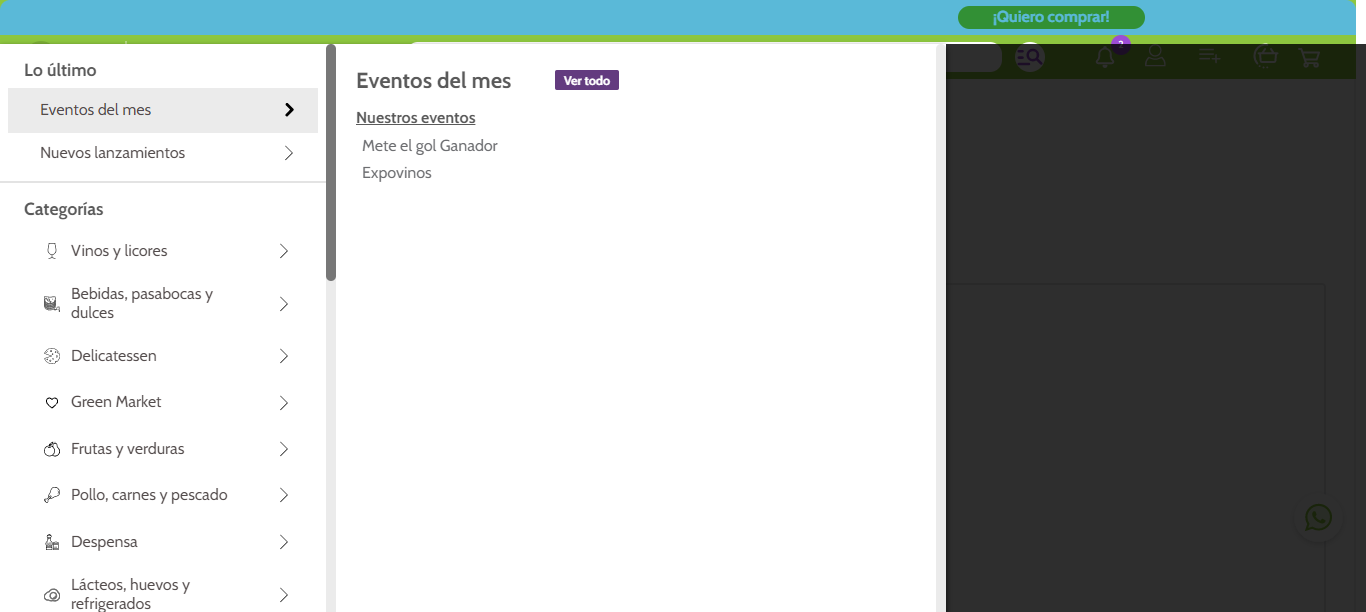 ¡Quiero comprar!
Lo último
Eventos del mes
Nuevos lanzamientos
Categorías
Vinos y licores
Bebidas, pasabocas y
dulces
Delicatessen
Green Market
Frutas y verduras
Pollo, carnes y pescado
Despensa
Lácteos, huevos y
refrigerados
Eventos del mes
Ver todo
Nuestros eventos
Mete el gol Ganador
Expovinos